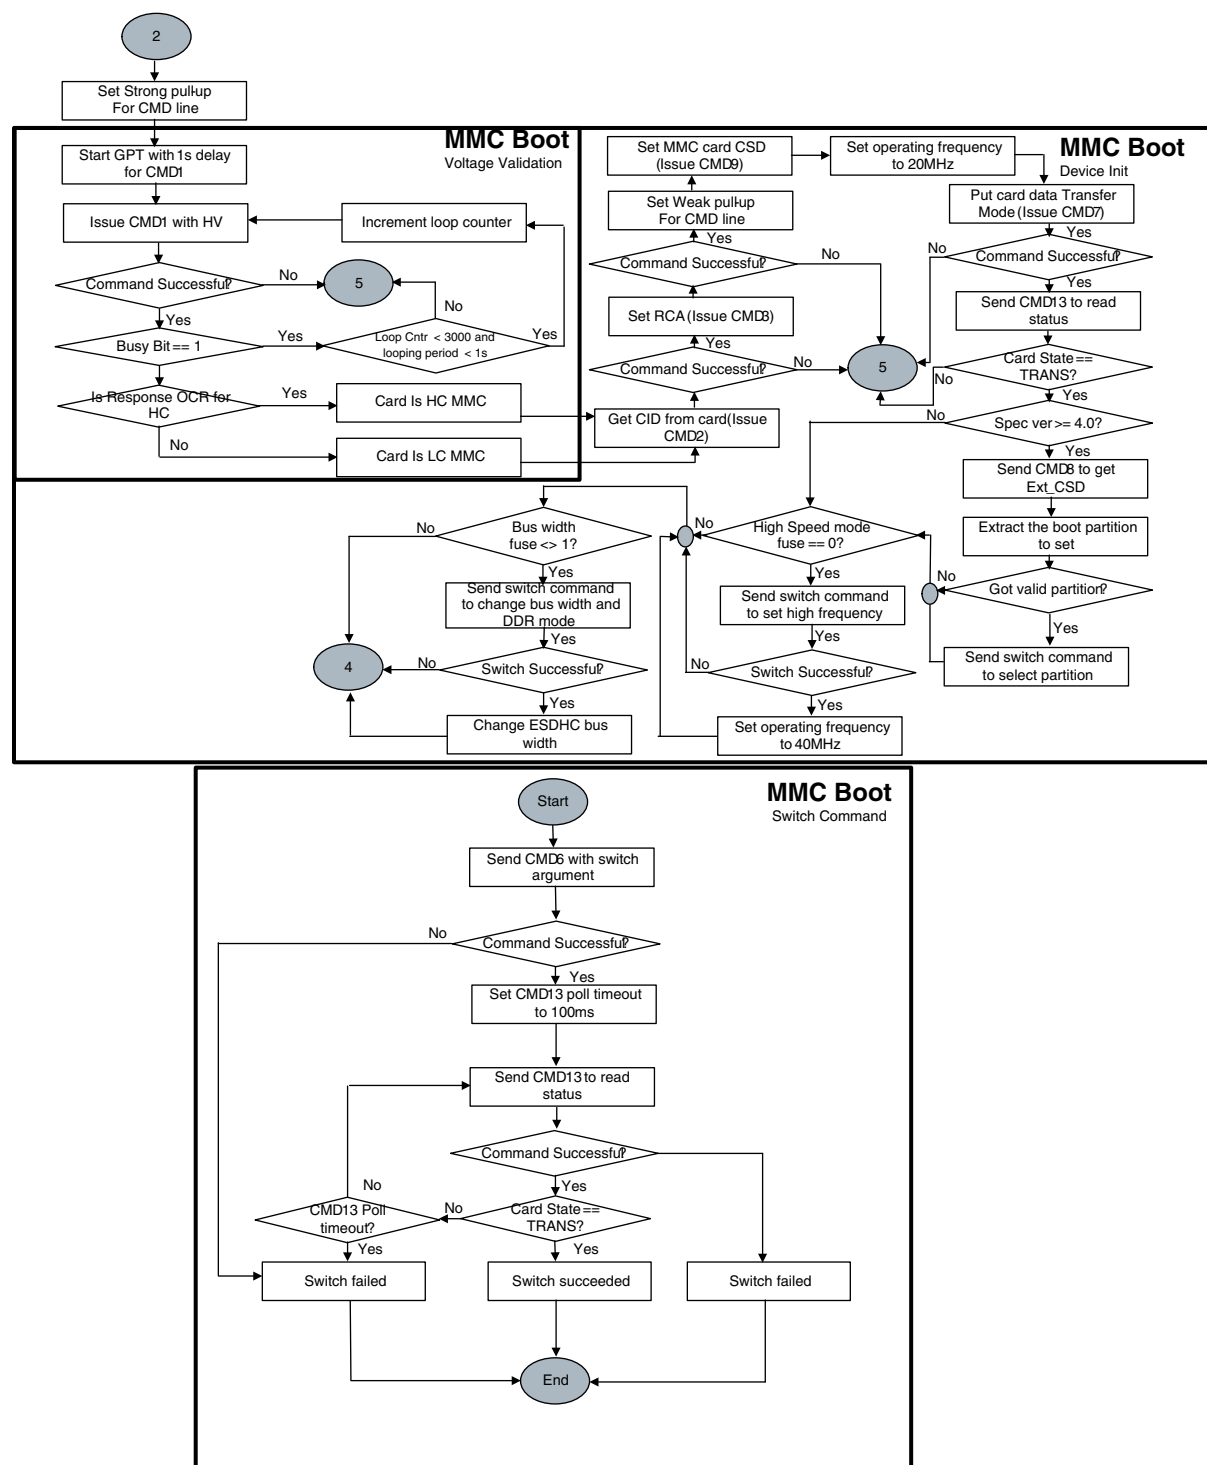 2
Set Strong pull-up
For CMD line
MMC Boot
Voltage Validation
Start GPT with 1s delay
for CMD1
Issue CMD1 with HV
Increment loop counter
Command Successful?
No
5
Yes
No
Busy Bit == 1
Yes
Loop Cntr < 3000 and
looping period < 1s
Yes
Is Response OCR for
HC
Yes
Card Is HC MMC
No
Card Is LC MMC
MMC Boot
Device Init
Set MMC card CSD
(Issue CMD9)
Set operating frequency
to 20MHz
Set Weak pull-up
For CMD line
Yes
Command Successful?
No
Set RCA (Issue CMD3)
Yes
Command Successful?
No
5
Get CID from card(Issue
CMD2)
Put card data Transfer
Mode (Issue CMD7)
Yes
No
Command Successful?
Yes
Send CMD13 to read
status
Card State ==
TRANS?
No
Yes
No
Spec ver >= 4.0?
Yes
Send CMD8 to get
Ext_CSD
Extract the boot partition
to set
No
Got valid partition?
Yes
Send switch command
to select partition
No
High Speed mode
fuse == 0?
Yes
Send switch command
to set high frequency
Yes
No
Switch Successful?
Yes
Set operating frequency
to 40MHz
No
Bus width
fuse <> 1?
Yes
Send switch command
to change bus width and
DDR mode
Yes
4
No
Switch Successful?
Yes
Change ESDHC bus
width
MMC Boot
Switch Command
Start
Send CMD6 with switch
argument
No
Command Successful?
Yes
Set CMD13 poll timeout
to 100ms
Send CMD13 to read
status
Command Successful?
Yes
No
CMD13 Poll
timeout?
No
Card State ==
TRANS?
Yes
Yes
Switch failed
Switch succeeded
Switch failed
End